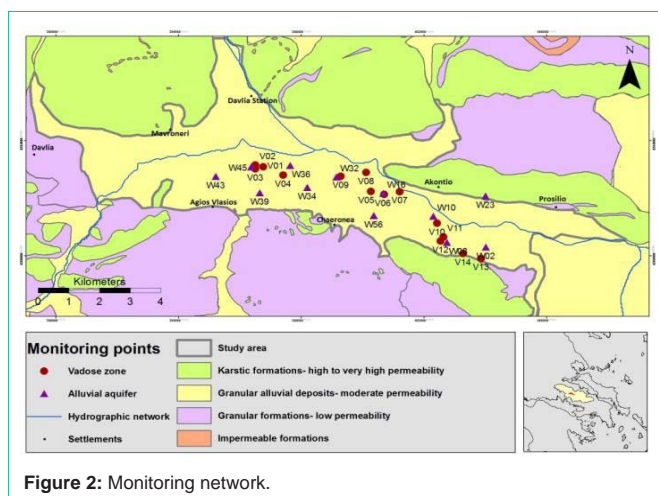 N
Davlia Station
Mavroneri
Davlia
V02
W45
V01
W36
V03
W43
V04
W32
V09
V08
W39
W34
Agios Vlasios
V05
W16
V06
V07
Akontio
W23
Prosilio
Chaeronea
W56
W10
V11
V10
V12
W02
V14
V13
Kilometers
0 1 2 3 4
Monitoring points
Vadose zone
Alluvial aquifer
Hydrographic network
Settlements
Study area
Karstic formations- high to very high permeability
Granular alluvial deposits- moderate permeability
Granular formations- low permeability
Impermeable formations
Figure 2: Monitoring network.